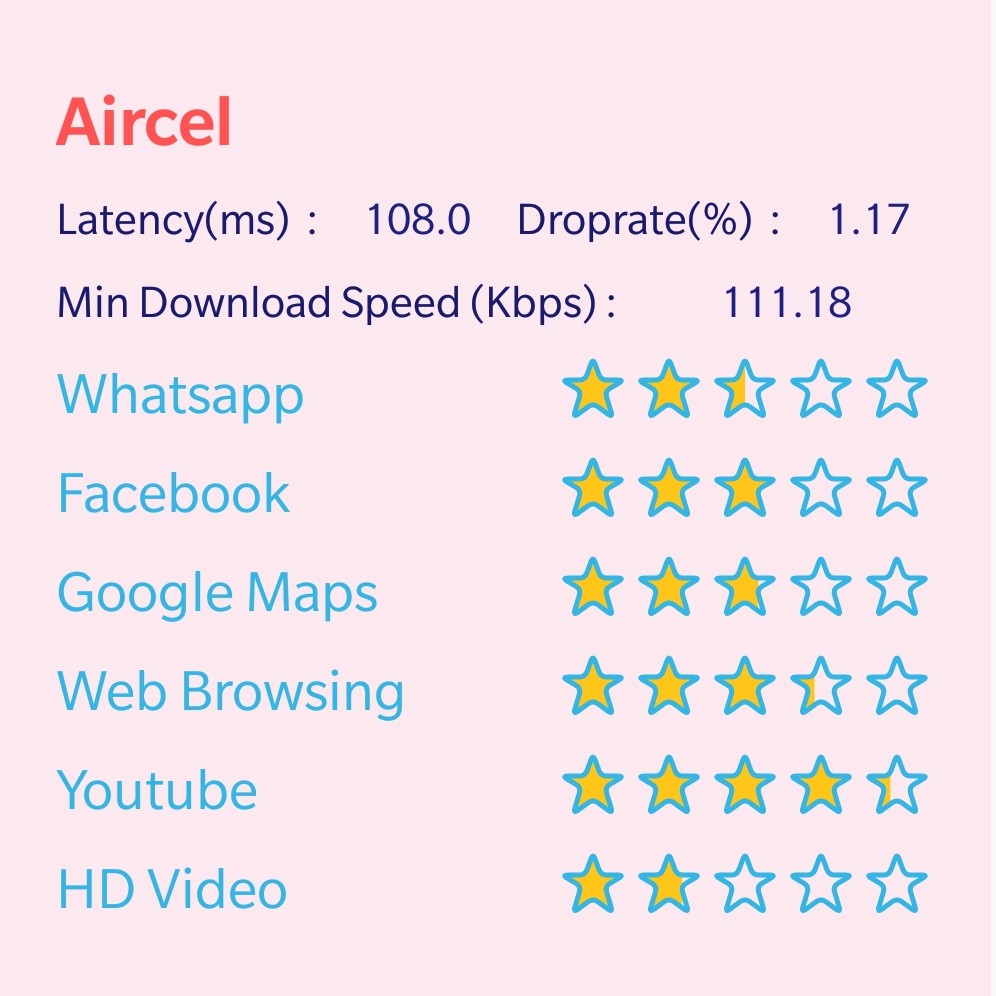 Aircel
Latency(ms) : 108.0 Droprate(%) : 1.17
Min Download Speed (Kbps) : 111.18
Whatsapp
Facebook
Google Maps
Web Browsing
Youtube
HD Video